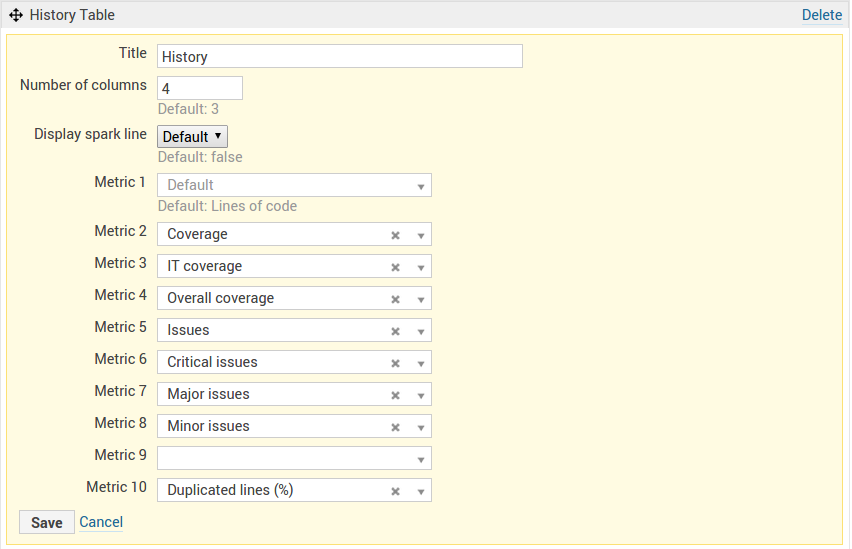 History Table Delete
Title History
Number of columns 4
Default: 3
Display spark line Default
Default: false
Metric 1 Default
Default: Lines of code
Metric 2 Coverage
Metric 3 IT coverage
Metric 4 Overall coverage
Metric 5 Issues
Metric 6 Critical issues
Metric 7 Major issues
Metric 8 Minor issues
Metric 9
Metric 10 Duplicated lines (%)
Save Cancel